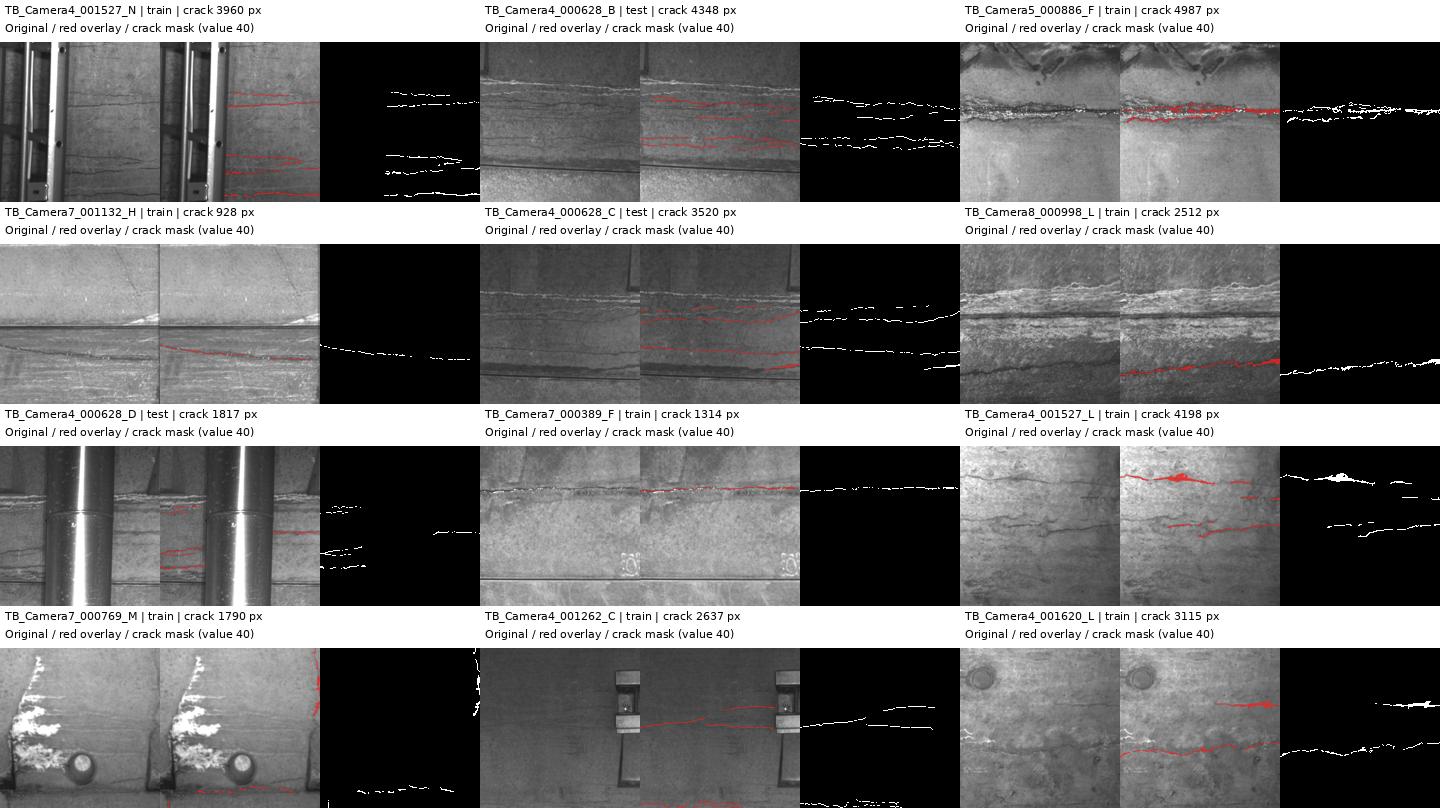 TB_Camera4_001527_N | train | crack 3960 px
Original / red overlay / crack mask (value 40)
TB_Camera4_000628_B | test | crack 4348 px
Original / red overlay / crack mask (value 40)
TB_Camera5_000886_F | train | crack 4987 px
Original / red overlay / crack mask (value 40)
TB_Camera7_001132_H | train | crack 928 px
Original / red overlay / crack mask (value 40)
TB_Camera4_000628_C | test | crack 3520 px
Original / red overlay / crack mask (value 40)
TB_Camera8_000998_L | train | crack 2512 px
Original / red overlay / crack mask (value 40)
TB_Camera4_000628_D | test | crack 1817 px
Original / red overlay / crack mask (value 40)
TB_Camera7_000389_F | train | crack 1314 px
Original / red overlay / crack mask (value 40)
TB_Camera4_001527_L | train | crack 4198 px
Original / red overlay / crack mask (value 40)
TB_Camera7_000769_M | train | crack 1790 px
Original / red overlay / crack mask (value 40)
TB_Camera4_001262_C | train | crack 2637 px
Original / red overlay / crack mask (value 40)
TB_Camera4_001620_L | train | crack 3115 px
Original / red overlay / crack mask (value 40)